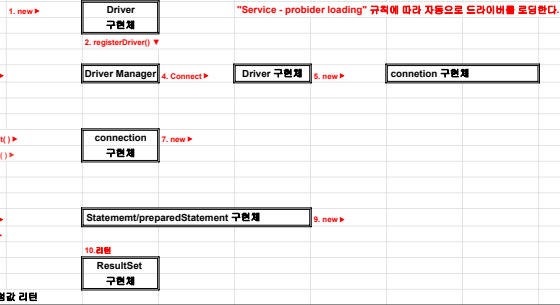 1. new ▶
Driver
구현체
"Service - probider loading" 규칙에 따라 자동으로 드라이버를 로딩한다.
2. registerDriver() ▼
Driver Manager
4. Connect ▶
Driver 구현체
5. new ▶
connetion 구현체
t( ) ▶
( ) ▶
connection
구현체
7. new ▶
Statememt/preparedStatement 구현체
9. new ▶
10.리턴
ResultSet
구현체
값 리턴